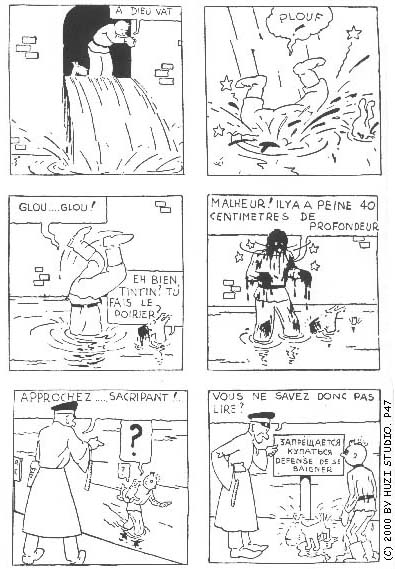 A DIEU VAT
PLOUF
GLOU....GLOU!
EH BIEN,
TINTIN! TU
FAIS LE
POIRIER?
MALHEUR! IL Y A A PEINE 40
CENTIMETRES DE
PROFONDEUR
APPROCHEZ.....SACRIPANT!..
?
VOUS NE SAVEZ DONC PAS
LIRE?
ЗАПРЕЩАЕТСЯ
КУПАТЬСЯ
DEFENSE DE SE
BAIGNER
?
(C) 2000 BY HUZI STUDIO. P47